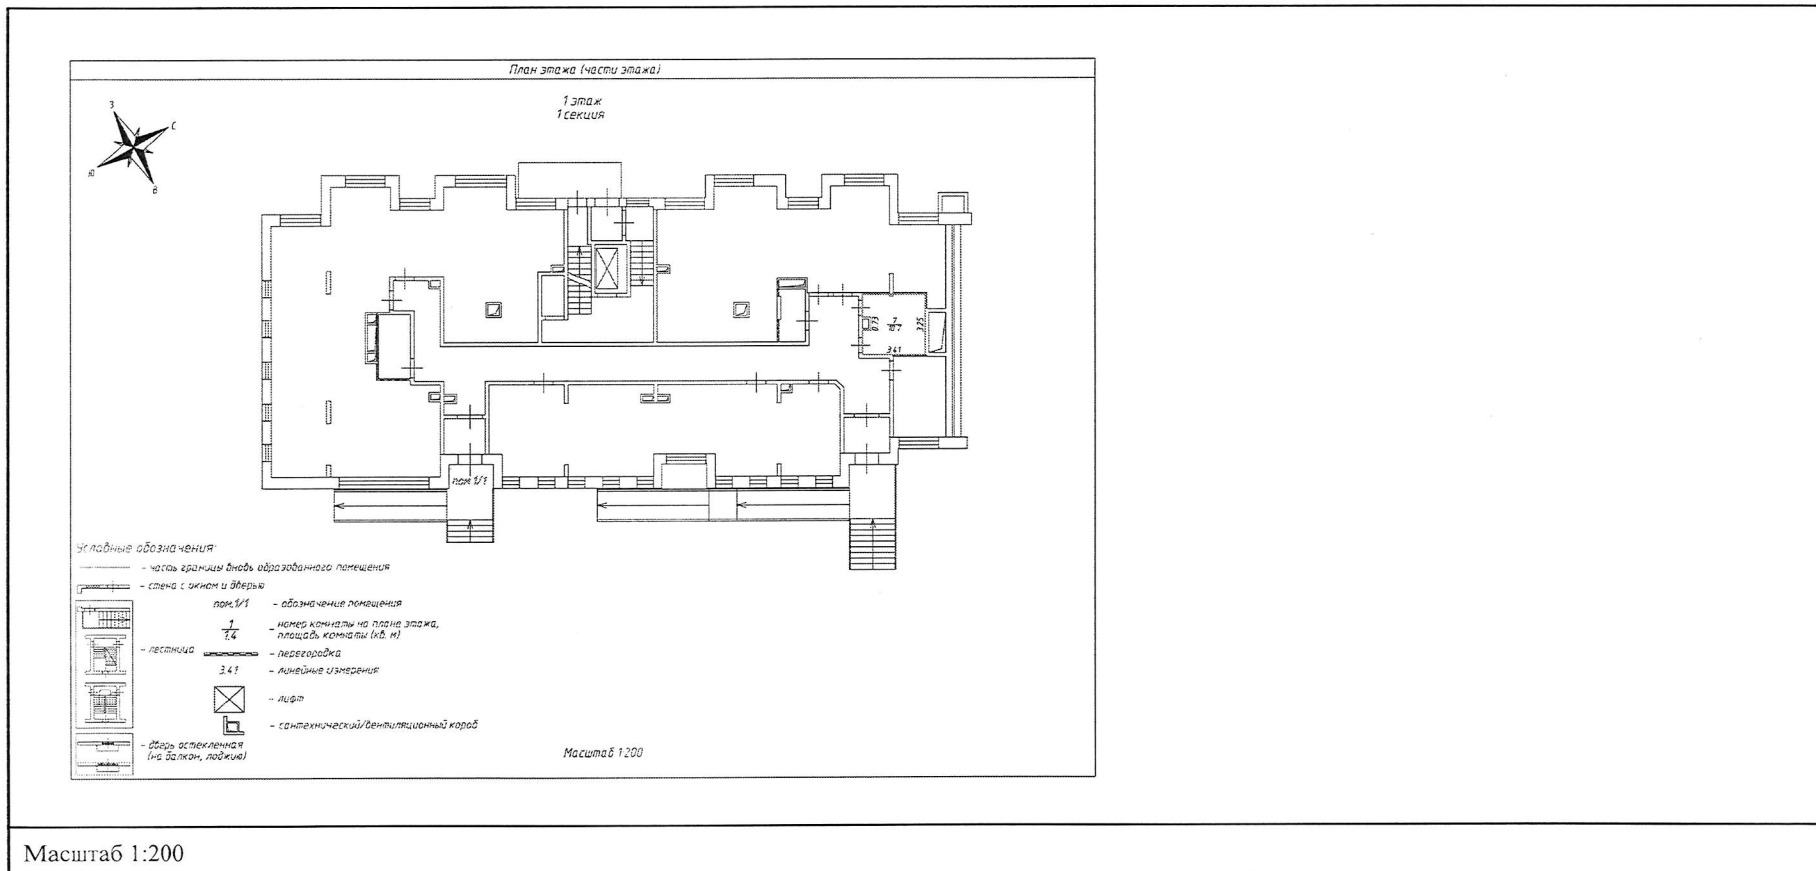 План этажа (части этажа)
1 этаж
1 секция
З
С
Ю
В
0.73
7
10.7
3.25
3.41
пом.1/1
Условные обозначения:
- часть границы вновь образованного помещения
- стена с окном и дверью
пом.1/1 - обозначение помещения
1
1.4
- номер комнаты на плане этажа,
площадь комнаты (кв. м)
- лестница
- перегородка
3.41 - линейные измерения
- лифт
- сантехнический/вентиляционный короб
- дверь остекленная
(на балкон, лоджию)
Масштаб 1:200
Масштаб 1:200